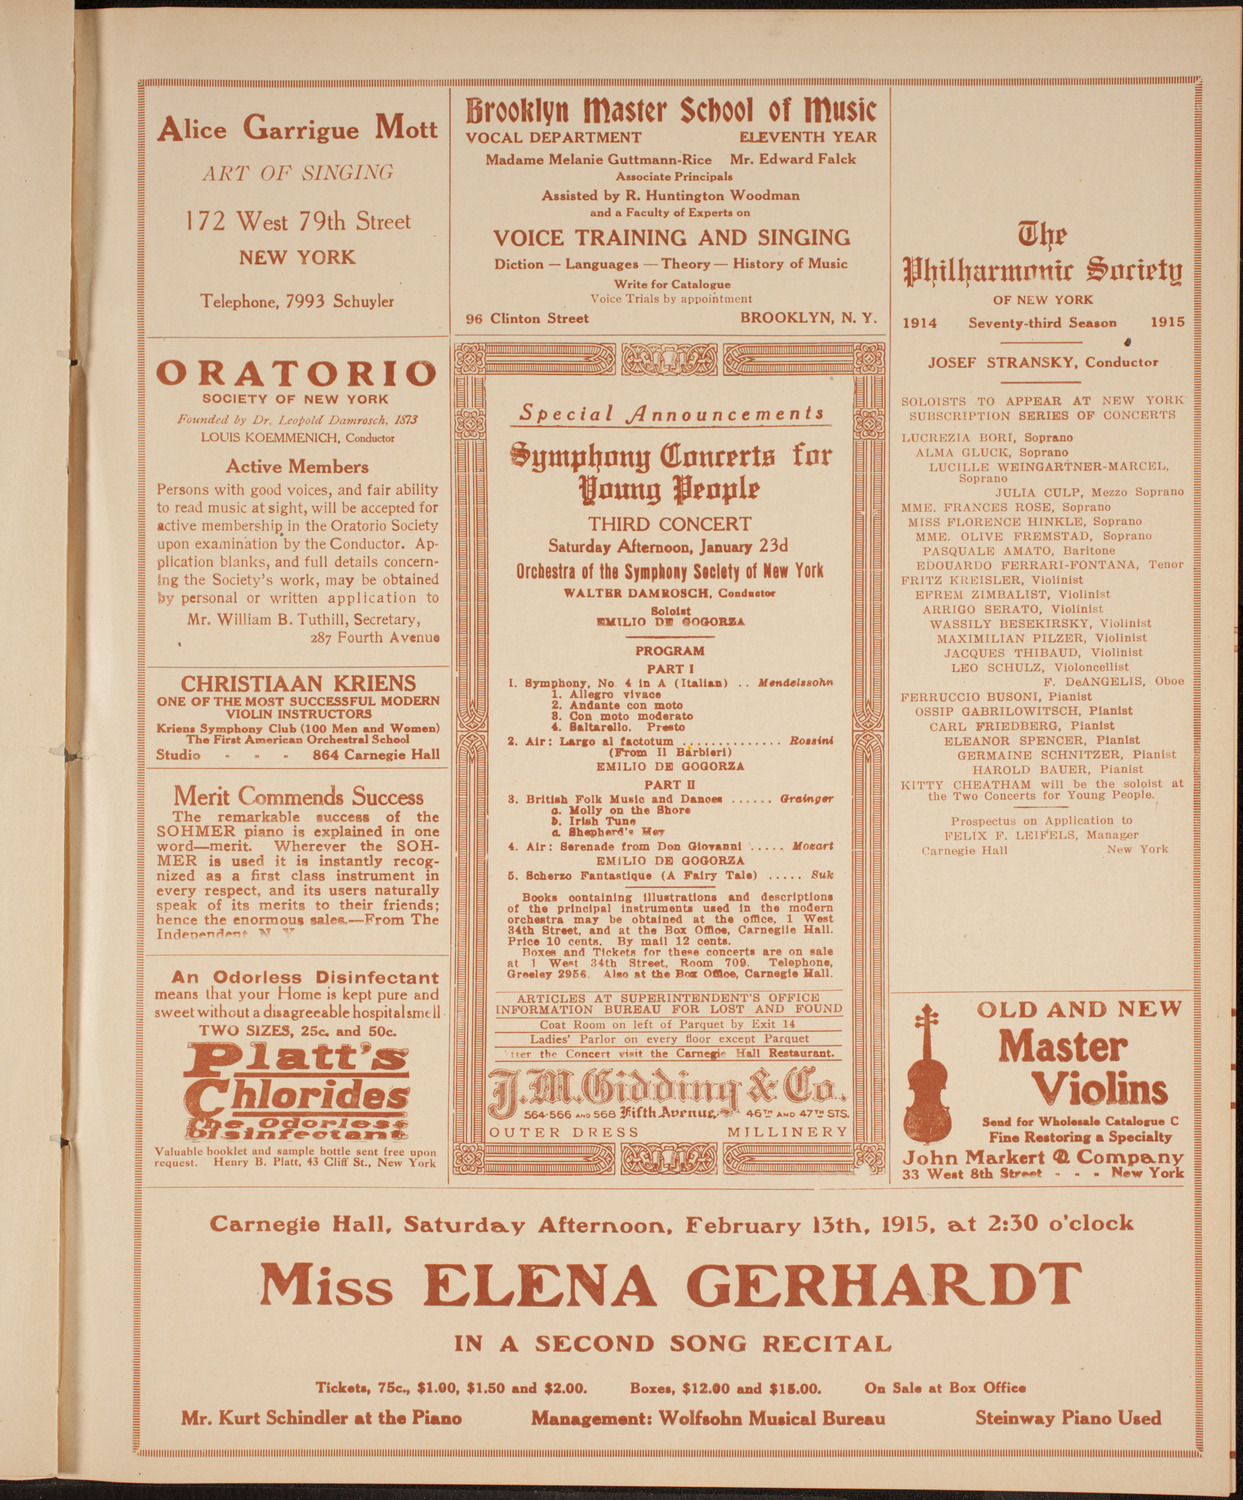 Alice Garrigue Mott
ART OF SINGING
172 West 79th Street
NEW YORK
Telephone, 7993 Schuyler
ORATORIO
SOCIETY OF NEW YORK
Founded by Dr. Leopold Damrosch, 1873
LOUIS KOEMMENICH, Conductor
Active Members
Persons with good voices, and fair ability
to read music at sight, will be accepted for
active membership in the Oratorio Society
upon examination by the Conductor. Ap-
plication blanks, and full details concern-
ing the Society's work, may be obtained
by personal or written application to
Mr. William B. Tuthill, Secretary,
287 Fourth Avenue
CHRISTIAAN KRIENS
ONE OF THE MOST SUCCESSFUL MODERN
VIOLIN INSTRUCTORS
Kriens Symphony Club (100 Men and Women)
The First American Orchestral School
Studio - - - 864 Carnegie Hall
Merit Commends Success
The remarkable success of the
SOHMER piano is explained in one
word—merit. Wherever the SOH-
MER is used it is instantly recog-
nized as a first class instrument in
every respect, and its users naturally
speak of its merits to their friends;
hence the enormous sales.—From The
Independent N Y
An Odorless Disinfectant
means that your Home is kept pure and
sweet without a disagreeable hospital smell
TWO SIZES, 25c. and 50c.
Platt's
Chlorides
The Odorless
Disinfectant
Valuable booklet and sample bottle sent free upon
request. Henry B. Platt, 43 Cliff St., New York
Brooklyn Master School of Music
VOCAL DEPARTMENT ELEVENTH YEAR
Madame Melanie Guttmann-Rice Mr. Edward Falck
Associate Principals
Assisted by R. Huntington Woodman
and a Faculty of Experts on
VOICE TRAINING AND SINGING
Diction — Languages — Theory — History of Music
Write for Catalogue
Voice Trials by appointment
96 Clinton Street BROOKLYN, N. Y.
Special Announcements
Symphony Concerts for
Young People
THIRD CONCERT
Saturday Afternoon, January 23d
Orchestra of the Symphony Society of New York
WALTER DAMROSCH, Conductor
Soloist
EMILIO DE GOGORZA
PROGRAM
PART I
1. Symphony, No. 4 in A (Italian) .. Mendelssohn
1. Allegro vivace
2. Andante con moto
3. Con moto moderato
4. Saltarello. Presto
2. Air: Largo al factotum .............. Rossini
(From Il Barbieri)
EMILIO DE GOGORZA
PART II
3. British Folk Music and Dances ...... Grainger
a. Molly on the Shore
b. Irish Tune
c. Shepherd's Hey
4. Air: Serenade from Don Giovanni ..... Mozart
EMILIO DE GOGORZA
5. Scherzo Fantastique (A Fairy Tale) ..... Suk
Books containing illustrations and descriptions
of the principal instruments used in the modern
orchestra may be obtained at the office, 1 West
34th Street, and at the Box Office, Carnegiie Hall.
Price 10 cents. By mail 12 cents.
Boxes and Tickets for these concerts are on sale
at 1 West 34th Street, Room 709. Telephone,
Greeley 2956. Also at the Box Office, Carnegie Hall.
ARTICLES AT SUPERINTENDENT'S OFFICE
INFORMATION BUREAU FOR LOST AND FOUND
Coat Room on left of Parquet by Exit 14
Ladies' Parlor on every floor except Parquet
After the Concert visit the Carnegie Hall Restaurant.
J.M. Gidding & Co.
564-566 AND 568 Fifth Avenue. 46TH AND 47TH STS.
OUTER DRESS MILLINERY
The
Philharmonic Society
OF NEW YORK
1914 Seventy-third Season 1915
JOSEF STRANSKY, Conductor
SOLOISTS TO APPEAR AT NEW YORK
SUBSCRIPTION SERIES OF CONCERTS
LUCREZIA BORI, Soprano
ALMA GLUCK, Soprano
LUCILLE WEINGARTNER-MARCEL,
Soprano
JULIA CULP, Mezzo Soprano
MME. FRANCES ROSE, Soprano
MISS FLORENCE HINKLE, Soprano
MME. OLIVE FREMSTAD, Soprano
PASQUALE AMATO, Baritone
EDOUARDO FERRARI-FONTANA, Tenor
FRITZ KREISLER, Violinist
EFREM ZIMBALIST, Violinist
ARRIGO SERATO, Violinist
WASSILY BESEKIRSKY, Violinist
MAXIMILIAN PILZER, Violinist
JACQUES THIBAUD, Violinist
LEO SCHULZ, Violoncellist
F. DeANGELIS, Oboe
FERRUCCIO BUSONI, Pianist
OSSIP GABRILOWITSCH, Pianist
CARL FRIEDBERG, Pianist
ELEANOR SPENCER, Pianist
GERMAINE SCHNITZER, Pianist
HAROLD BAUER, Pianist
KITTY CHEATHAM will be the soloist at
the Two Concerts for Young People.
Prospectus on Application to
FELIX F. LEIFELS, Manager
Carnegie Hall New York
OLD AND NEW
Master
Violins
Send for Wholesale Catalogue C
Fine Restoring a Specialty
John Markert & Company
33 West 8th Street - - - New York
Carnegie Hall, Saturday Afternoon, February 13th, 1915, at 2:30 o'clock
Miss ELENA GERHARDT
IN A SECOND SONG RECITAL
Tickets, 75c., $1.00, $1.50 and $2.00. Boxes, $12.00 and $15.00. On Sale at Box Office
Mr. Kurt Schindler at the Piano Management: Wolfsohn Musical Bureau Steinway Piano Used